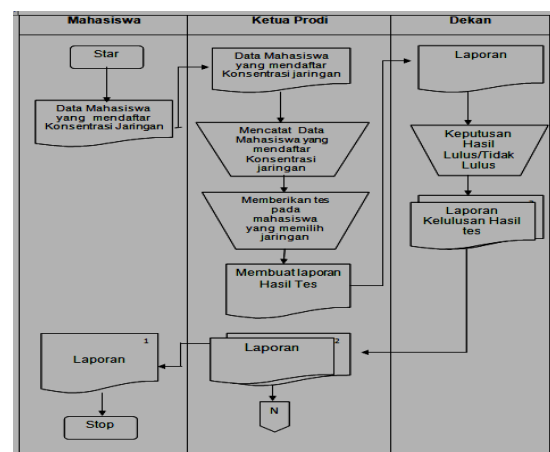 Mahasiswa
Ketua Prodi
Dekan
Star
Data Mahasiswa
yang mendaftar
Konsentrasi Jaringan
Data Mahasiswa
yang mendaftar
Konsentrasi jaringan
Mencatat Data
Mahasiswa yang
mendaftar
Konsentrasi
jaringan
Memberikan tes
pada
mahasiswa
yang memilih
jaringan
Membuat laporan
Hasil Tes
Laporan
Keputusan
Hasil
Lulus/Tidak
Lulus
Laporan
Kelulusan Hasil
tes
2
Laporan
N
1
Laporan
Stop